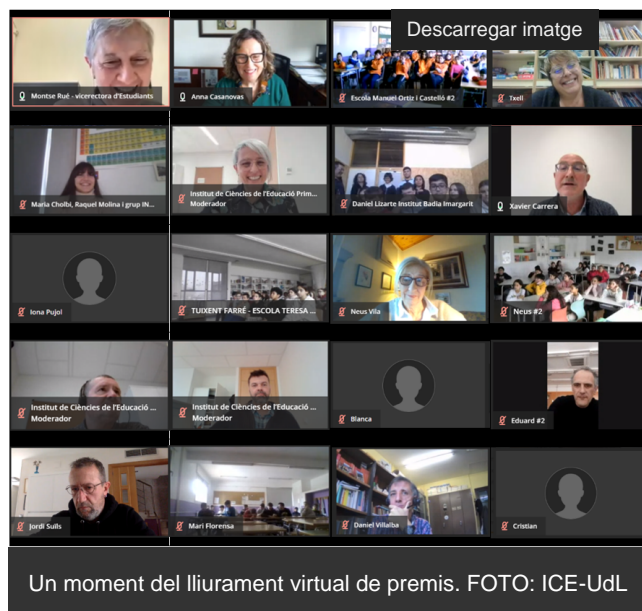 Descarregar imatge
Montse Rué - vicerectora d'Estudiants
Anna Casanovas
Escola Manuel Ortiz i Castelló #2
Txell
Maria Cholbi, Raquel Molina i grup IN...
Institut de Ciències de l'Educació Prim...
Moderador
Daniel Lizarte Institut Badia Imargarit
Xavier Carrera
Iona Pujol
TUIXENT FARRÉ - ESCOLA TERESA ...
Neus Vila
Neus #2
Institut de Ciències de l'Educació ...
Moderador
Institut de Ciències de l'Educació ...
Moderador
Blanca
Eduard #2
Jordi Suïls
Mari Florensa
Daniel Villalba
Cristian
Un moment del lliurament virtual de premis. FOTO: ICE-UdL